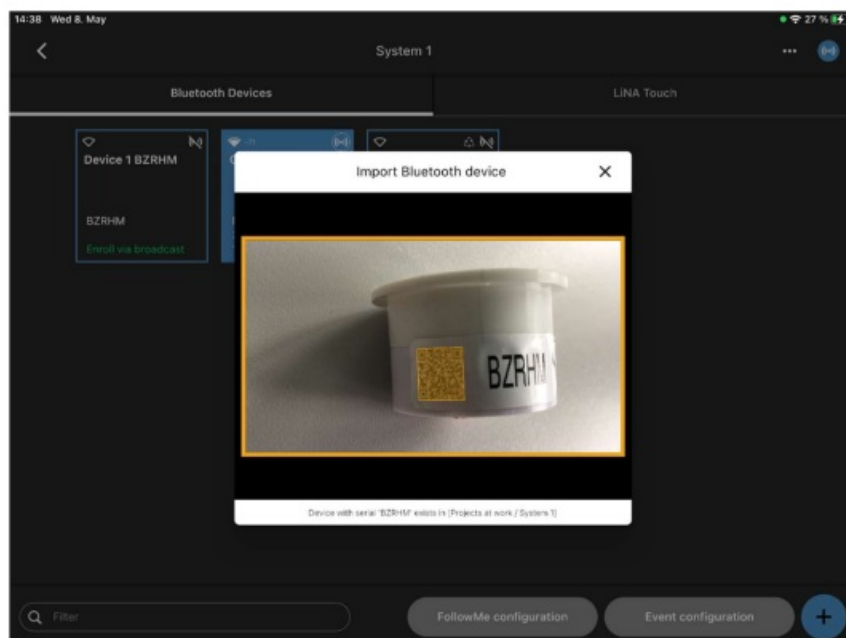 14:38 Wed 8. May
27 %
System 1
Bluetooth Devices
LiNA Touch
Device 1 BZRHM
BZRHM
Enroll via broadcast
Import Bluetooth device
BZRHM
Device with serial 'BZRHM' exists in [Projects at work / System 1]
Filter
FollowMe configuration
Event configuration